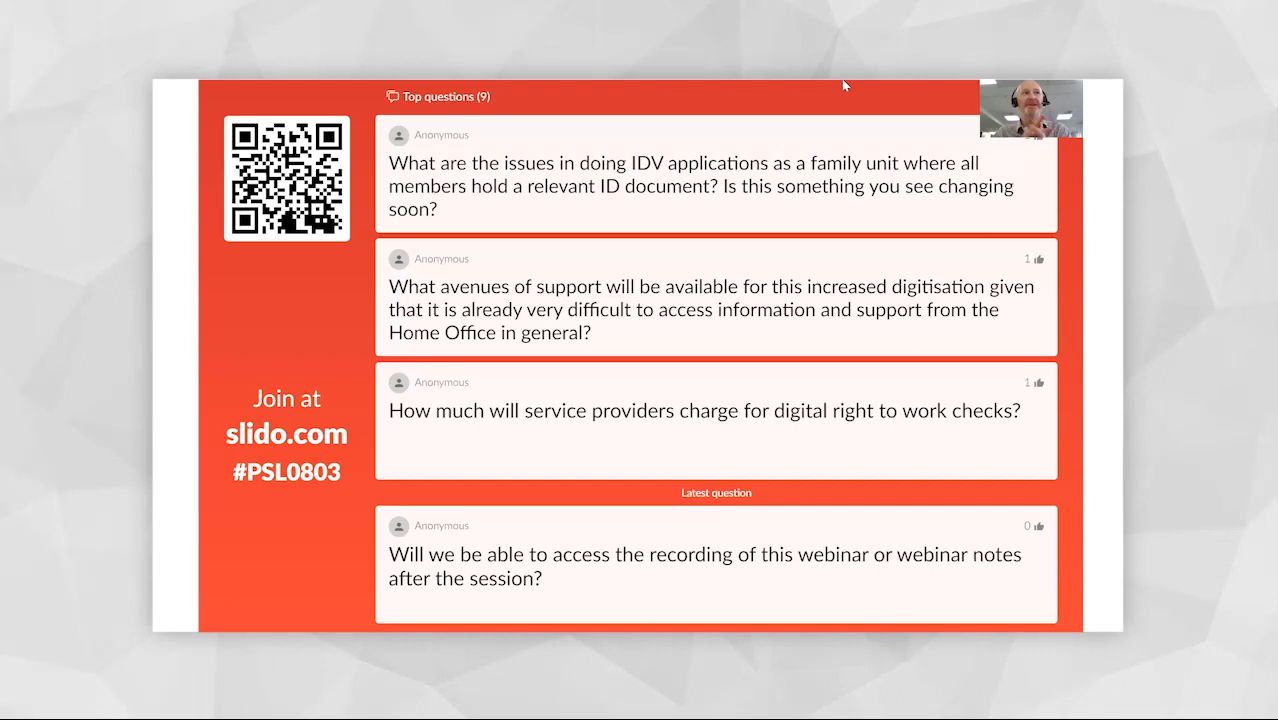 Top questions (9)
Anonymous
What are the issues in doing IDV applications as a family unit where all
members hold a relevant ID document? Is this something you see changing
soon?
Anonymous
1
What avenues of support will be available for this increased digitisation given
that it is already very difficult to access information and support from the
Home Office in general?
Anonymous
1
How much will service providers charge for digital right to work checks?
Latest question
Anonymous
0
Will we be able to access the recording of this webinar or webinar notes
after the session?
Join at
slido.com
#PSL0803